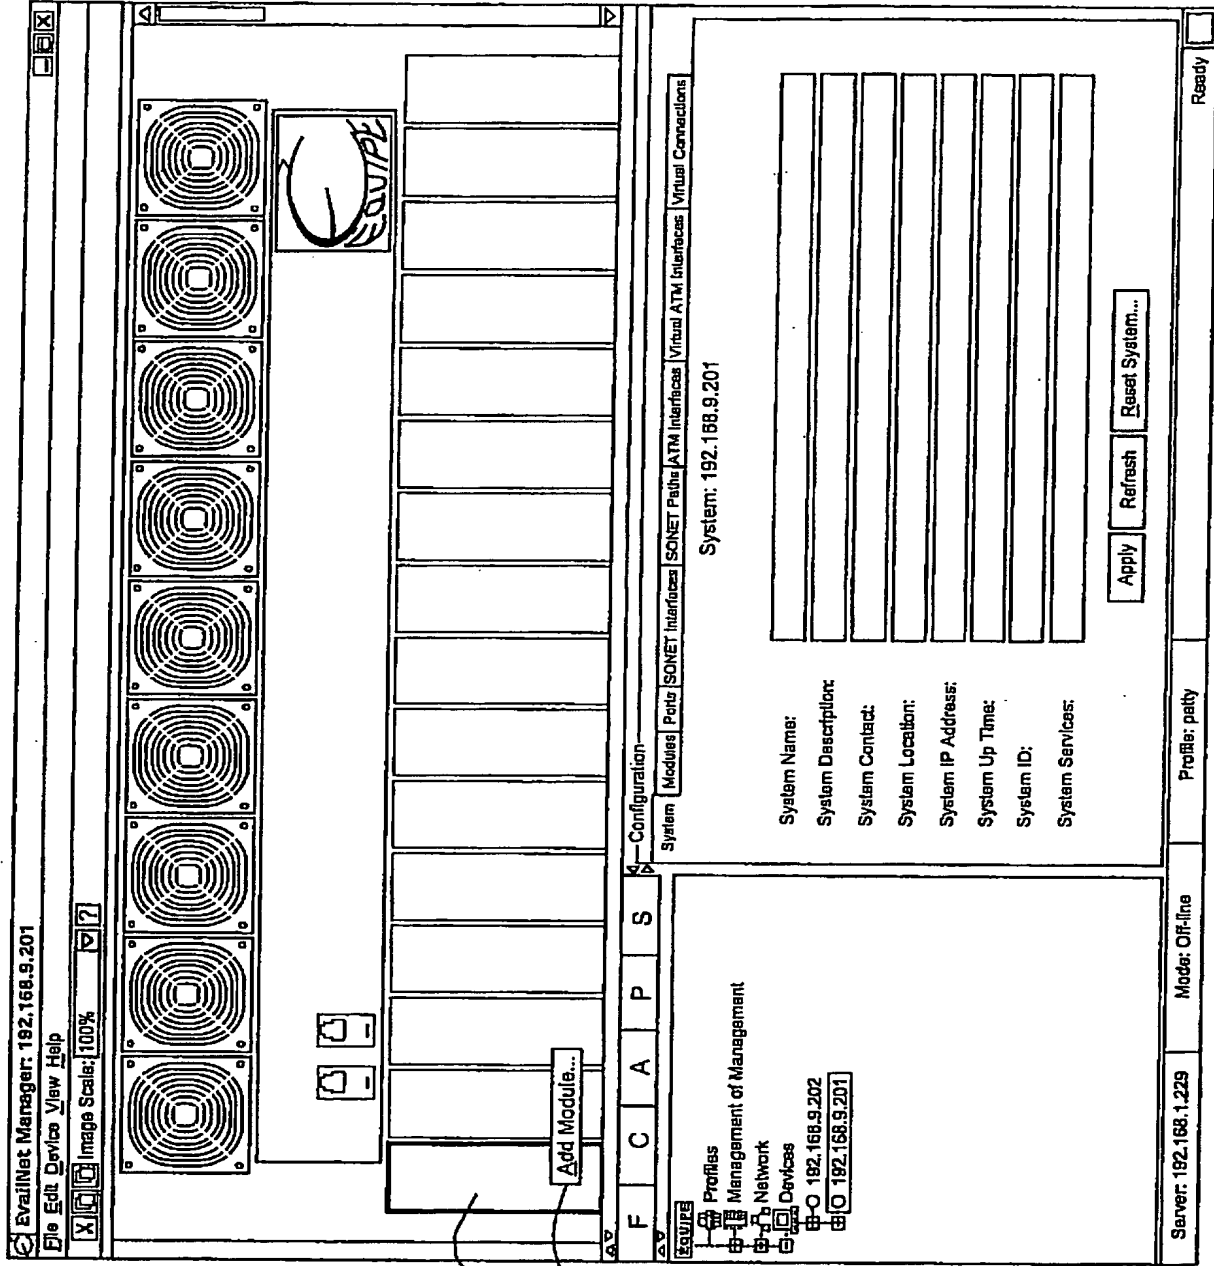 EvailNet Manager: 192.168.9.201
File Edit Device View Help
X Image Scale: 100% ?
EQUIPE
Add Module...
F C A P S
EQUIPE
Profiles
Management of Management
Network
Devices
192.168.9.202
192.168.9.201
Configuration
System Modules Ports SONET Interfaces SONET Paths ATM Interfaces Virtual ATM Interfaces Virtual Connections
System: 192.168.9.201
System Name:
System Description:
System Contact:
System Location:
System IP Address:
System Up Time:
System ID:
System Services:
Apply Refresh Reset System...
Server: 192.168.1.229 Mode: Off-line Profile: patty Ready